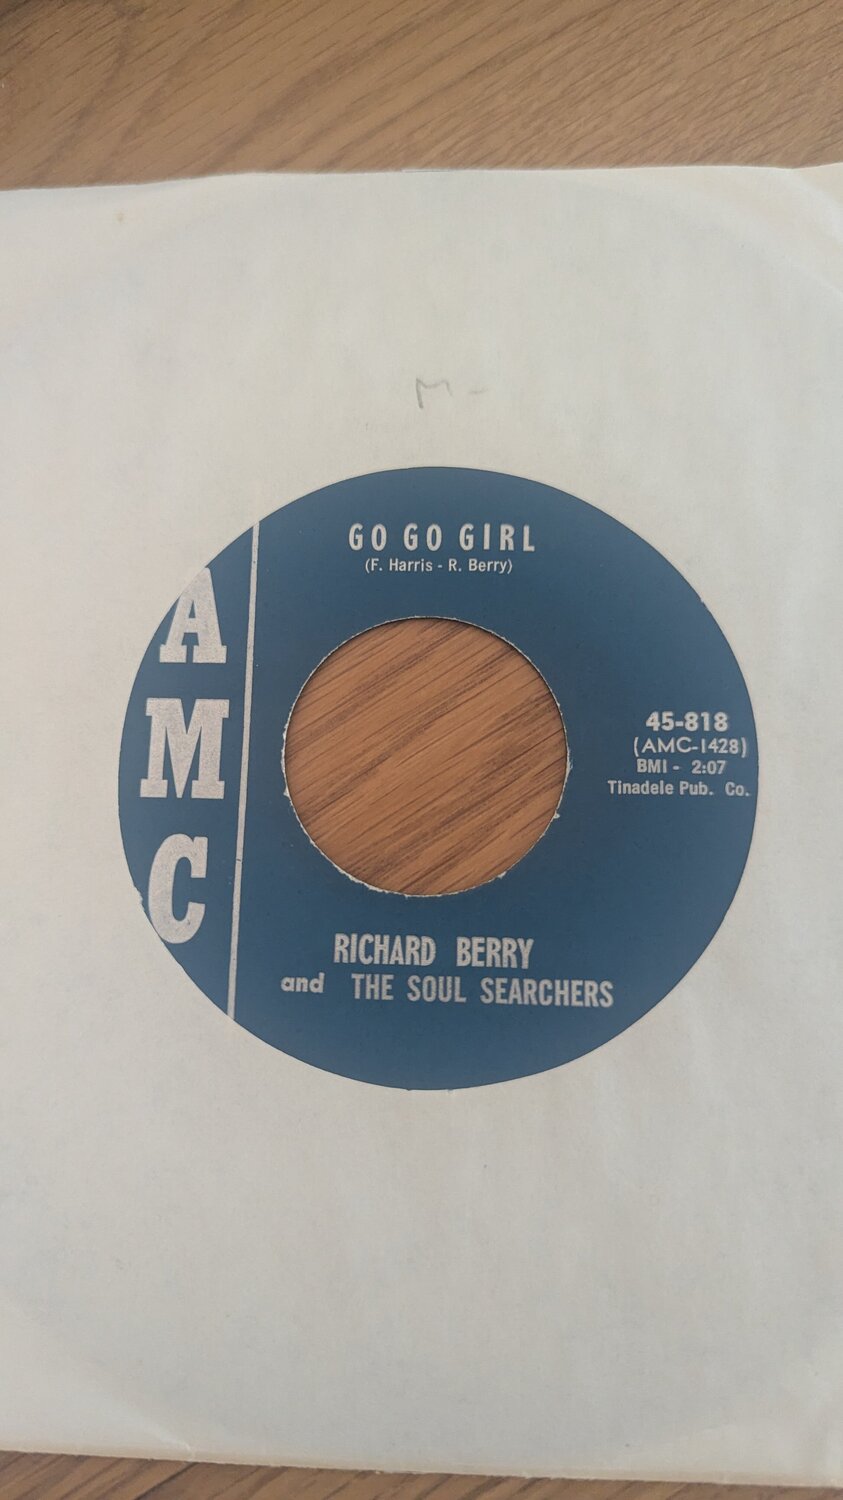 M-
GO GO GIRL
(F. Harris - R. Berry)
AMC
45-818
(AMC-1428)
BMI - 2:07
Tinadele Pub. Co.
RICHARD BERRY
and THE SOUL SEARCHERS